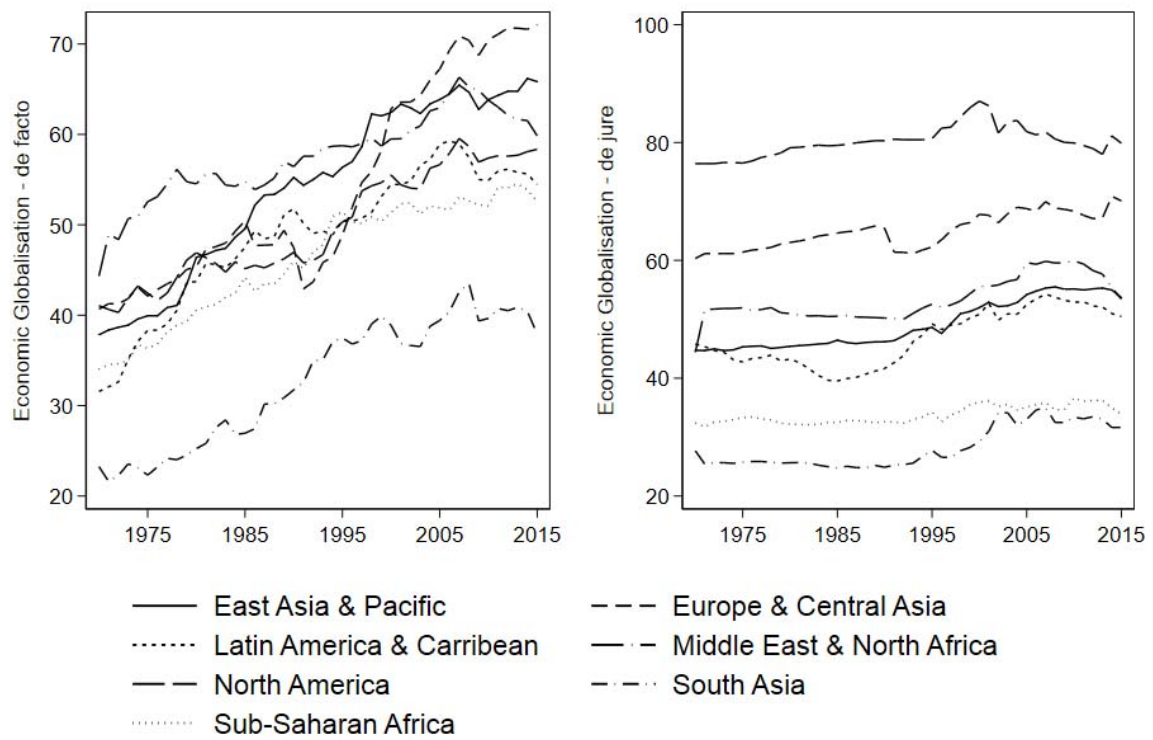 Economic Globalisation - de facto
70
60
50
40
30
20
1975 1985 1995 2005 2015
Economic Globalisation - de jure
100
80
60
40
20
1975 1985 1995 2005 2015
East Asia & Pacific
Europe & Central Asia
Latin America & Carribean
Middle East & North Africa
North America
South Asia
Sub-Saharan Africa